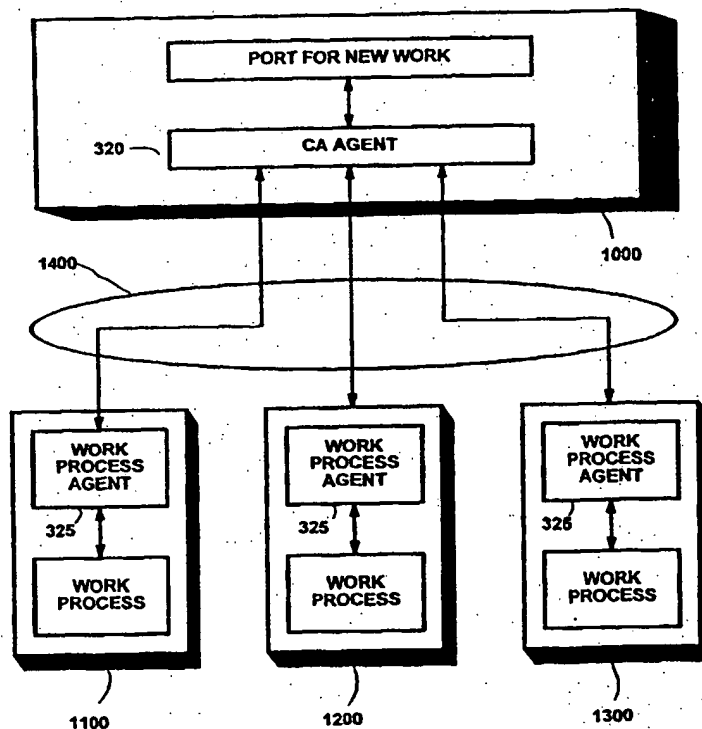 PORT FOR NEW WORK
320
CA AGENT
1000
1400
WORK
PROCESS
AGENT
325
WORK
PROCESS
1100
WORK
PROCESS
AGENT
325
WORK
PROCESS
1200
WORK
PROCESS
AGENT
325
WORK
PROCESS
1300